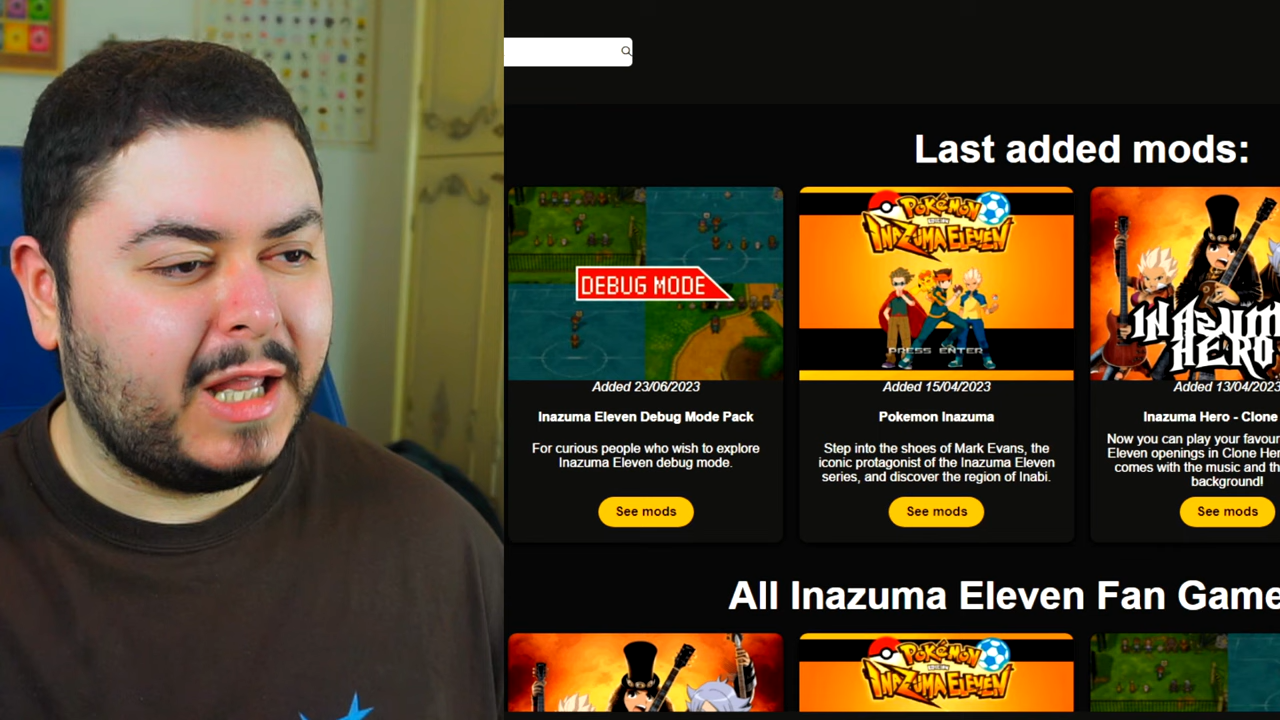 Last added mods:
DEBUG MODE
Added 23/06/2023
Inazuma Eleven Debug Mode Pack
For curious people who wish to explore
Inazuma Eleven debug mode.
See mods
POKéMON
EDICIÓN
INAZUMA ELEVEN
PRESS ENTER
Added 15/04/2023
Pokemon Inazuma
Step into the shoes of Mark Evans, the
iconic protagonist of the Inazuma Eleven
series, and discover the region of Inabi.
See mods
INAZUM
HERO
Added 13/04/2023
Inazuma Hero - Clone
Now you can play your favou
Eleven openings in Clone Her
comes with the music and th
background!
See mods
All Inazuma Eleven Fan Game
POKéMON
EDICIÓN
INAZUMA ELEVEN